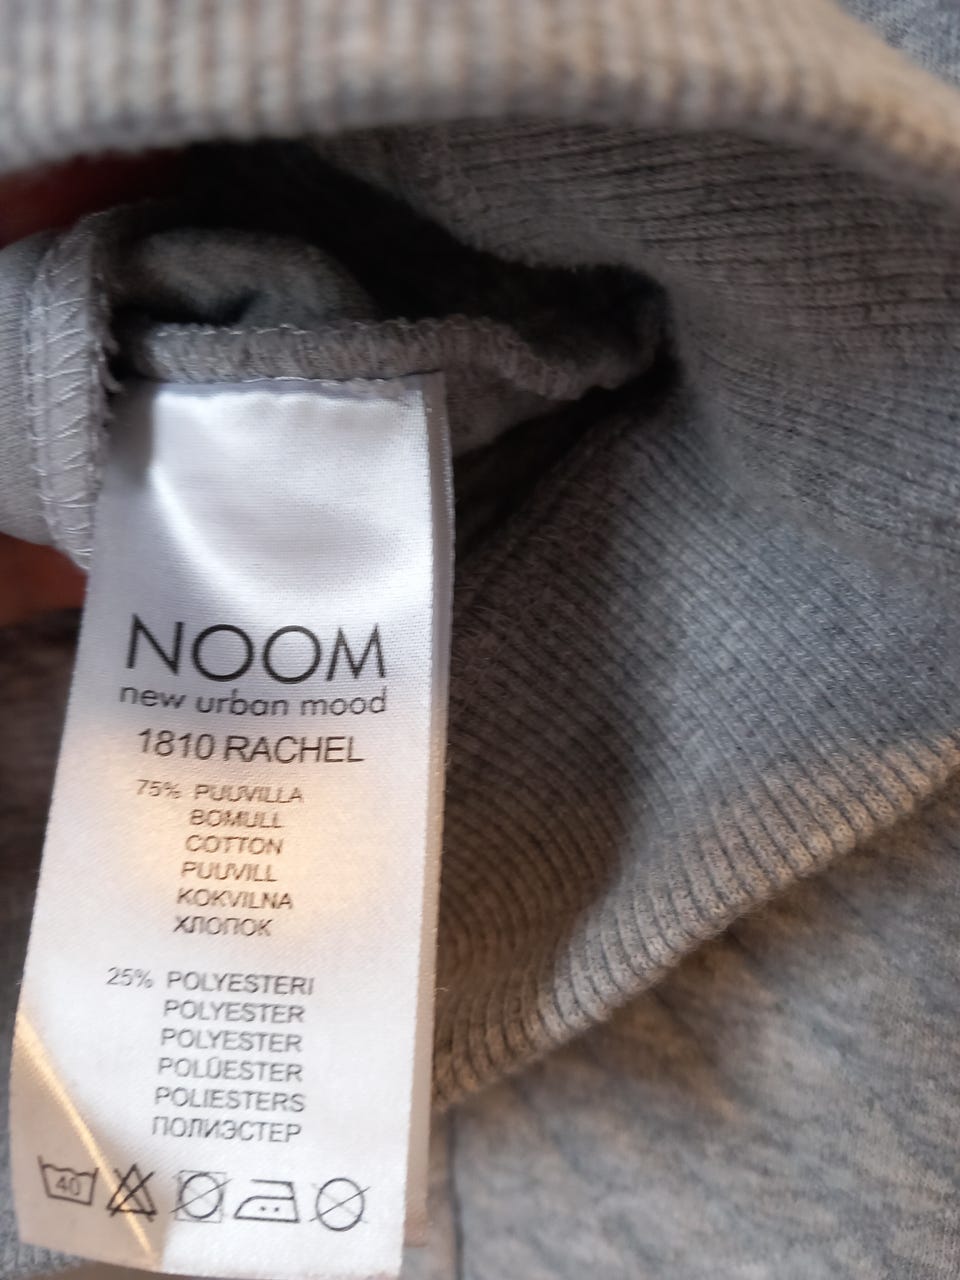 NOOM
new urban mood
1810 RACHEL
75% PUUVILLA
BOMULL
COTTON
PUUVILL
KOKVILNA
ХЛОПОК
25% POLYESTERI
POLYESTER
POLYESTER
POLÜESTER
POLIESTERS
ПОЛИЭСТЕР
40